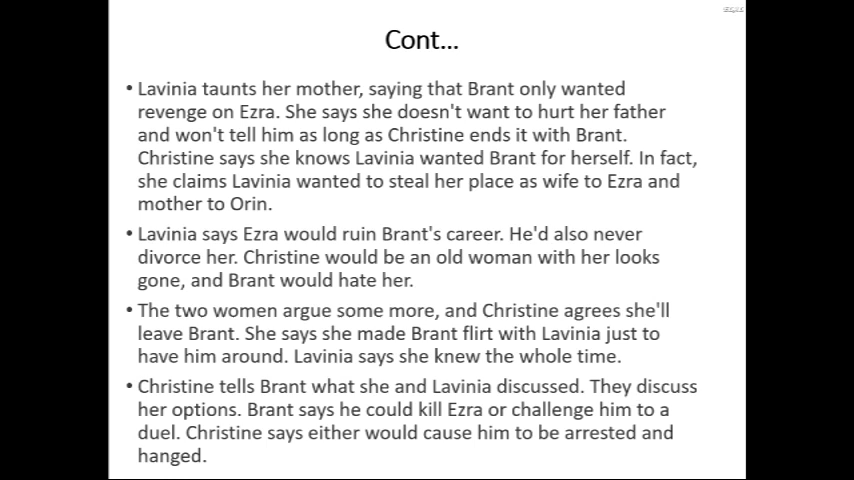 Cont...
• Lavinia taunts her mother, saying that Brant only wanted
revenge on Ezra. She says she doesn't want to hurt her father
and won't tell him as long as Christine ends it with Brant.
Christine says she knows Lavinia wanted Brant for herself. In fact,
she claims Lavinia wanted to steal her place as wife to Ezra and
mother to Orin.
• Lavinia says Ezra would ruin Brant's career. He'd also never
divorce her. Christine would be an old woman with her looks
gone, and Brant would hate her.
• The two women argue some more, and Christine agrees she'll
leave Brant. She says she made Brant flirt with Lavinia just to
have him around. Lavinia says she knew the whole time.
• Christine tells Brant what she and Lavinia discussed. They discuss
her options. Brant says he could kill Ezra or challenge him to a
duel. Christine says either would cause him to be arrested and
hanged.